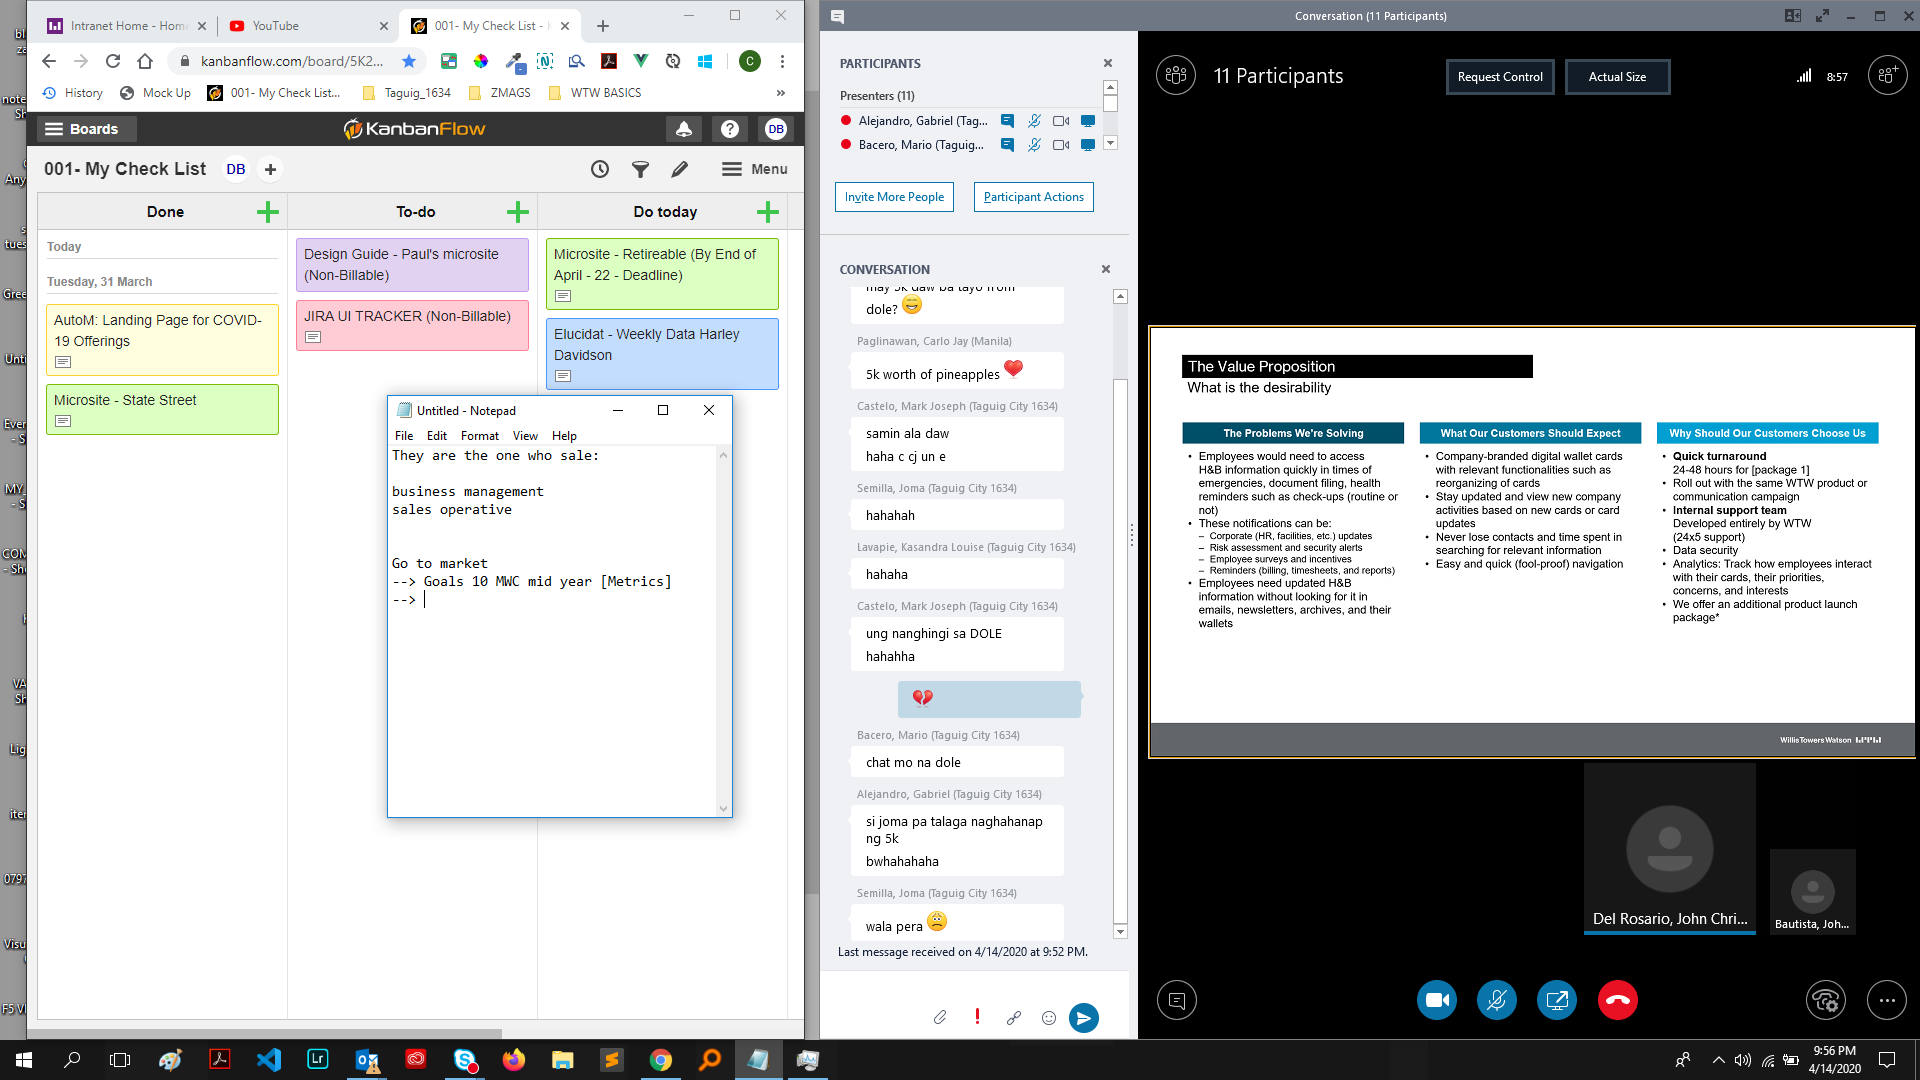 Intranet Home - Home
YouTube
001- My Check List -
kanbanflow.com/board/5K2...
C
History
Mock Up
001- My Check List...
Taguig_1634
ZMAGS
WTW BASICS
»
Boards
KanbanFlow
DB
001- My Check List
DB
Menu
Done
To-do
Do today
Today
Tuesday, 31 March
AutoM: Landing Page for COVID-
19 Offerings
Microsite - State Street
Design Guide - Paul's microsite
(Non-Billable)
JIRA UI TRACKER (Non-Billable)
Microsite - Retireable (By End of
April - 22 - Deadline)
Elucidat - Weekly Data Harley
Davidson
Untitled - Notepad
File Edit Format View Help
They are the one who sale:
business management
sales operative
Go to market
--> Goals 10 MWC mid year [Metrics]
-->
Conversation (11 Participants)
PARTICIPANTS
Presenters (11)
Alejandro, Gabriel (Tag...
Bacero, Mario (Taguig...
Invite More People
Participant Actions
CONVERSATION
may 5k daw ba tayo from
dole?
Paglinawan, Carlo Jay (Manila)
5k worth of pineapples
Castelo, Mark Joseph (Taguig City 1634)
samin ala daw
haha c cj un e
Semilla, Joma (Taguig City 1634)
hahahah
Lavapie, Kasandra Louise (Taguig City 1634)
hahaha
Castelo, Mark Joseph (Taguig City 1634)
ung nanghingi sa DOLE
hahahha
Bacero, Mario (Taguig City 1634)
chat mo na dole
Alejandro, Gabriel (Taguig City 1634)
si joma pa talaga naghahanap
ng 5k
bwhahahaha
Semilla, Joma (Taguig City 1634)
wala pera
Last message received on 4/14/2020 at 9:52 PM.
11 Participants
Request Control
Actual Size
8:57
The Value Proposition
What is the desirability
The Problems We're Solving
• Employees would need to access
H&B information quickly in times of
emergencies, document filing, health
reminders such as check-ups (routine or
not)
• These notifications can be:
– Corporate (HR, facilities, etc.) updates
– Risk assessment and security alerts
– Employee surveys and incentives
– Reminders (billing, timesheets, and reports)
• Employees need updated H&B
information without looking for it in
emails, newsletters, archives, and their
wallets
What Our Customers Should Expect
• Company-branded digital wallet cards
with relevant functionalities such as
reorganizing of cards
• Stay updated and view new company
activities based on new cards or card
updates
• Never lose contacts and time spent in
searching for relevant information
• Easy and quick (fool-proof) navigation
Why Should Our Customers Choose Us
• Quick turnaround
24-48 hours for [package 1]
• Roll out with the same WTW product or
communication campaign
• Internal support team
Developed entirely by WTW
(24x5 support)
• Data security
• Analytics: Track how employees interact
with their cards, their priorities,
concerns, and interests
• We offer an additional product launch
package*
WillisTowersWatson
Del Rosario, John Chri...
Bautista, Joh...
Lr
9:56 PM
4/14/2020